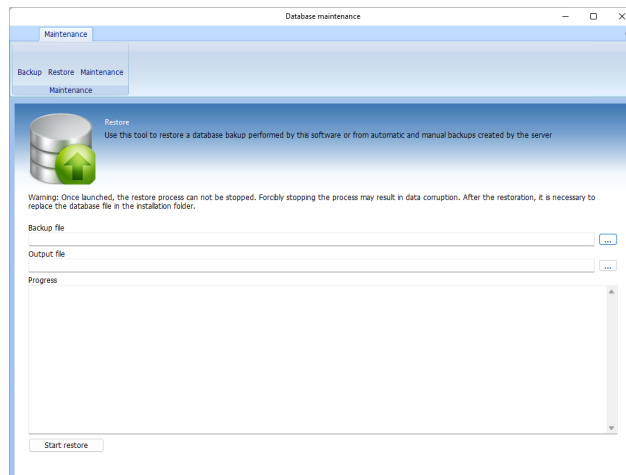 Database maintenance
Maintenance
Backup Restore Maintenance
Maintenance
Restore
Use this tool to restore a database bakup performed by this software or from automatic and manual backups created by the server
Warning: Once launched, the restore process can not be stopped. Forcibly stopping the process may result in data corruption. After the restoration, it is necessary to
replace the database file in the installation folder.
Backup file
...
Output file
...
Progress
Start restore